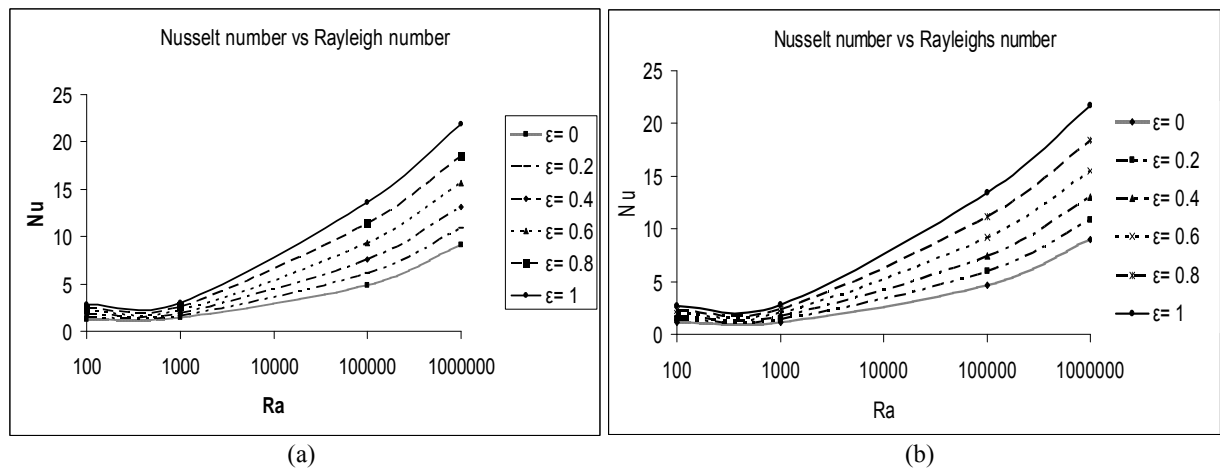 Nusselt number vs Rayleigh number
25
20
15
10
5
0
Nu
100 1000 10000 100000 1000000
Ra
ε= 0
ε= 0.2
ε= 0.4
ε= 0.6
ε= 0.8
ε= 1
(a)
Nusselt number vs Rayleighs number
25
20
15
10
5
0
Nu
100 1000 10000 100000 1000000
Ra
ε= 0
ε= 0.2
ε= 0.4
ε= 0.6
ε= 0.8
ε= 1
(b)